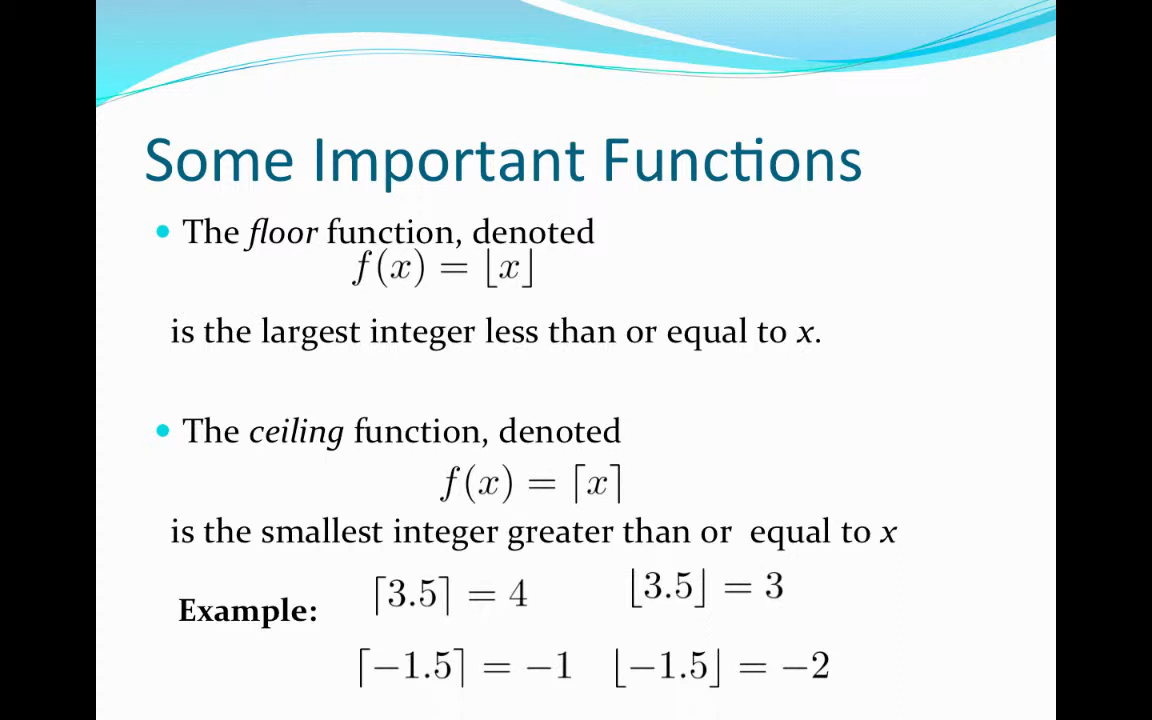 Some Important Functions
• The floor function, denoted
f(x) = ⌊x⌋
is the largest integer less than or equal to x.
• The ceiling function, denoted
f(x) = ⌈x⌉
is the smallest integer greater than or equal to x
Example: ⌈3.5⌉ = 4 ⌊3.5⌋ = 3
⌈−1.5⌉ = −1 ⌊−1.5⌋ = −2